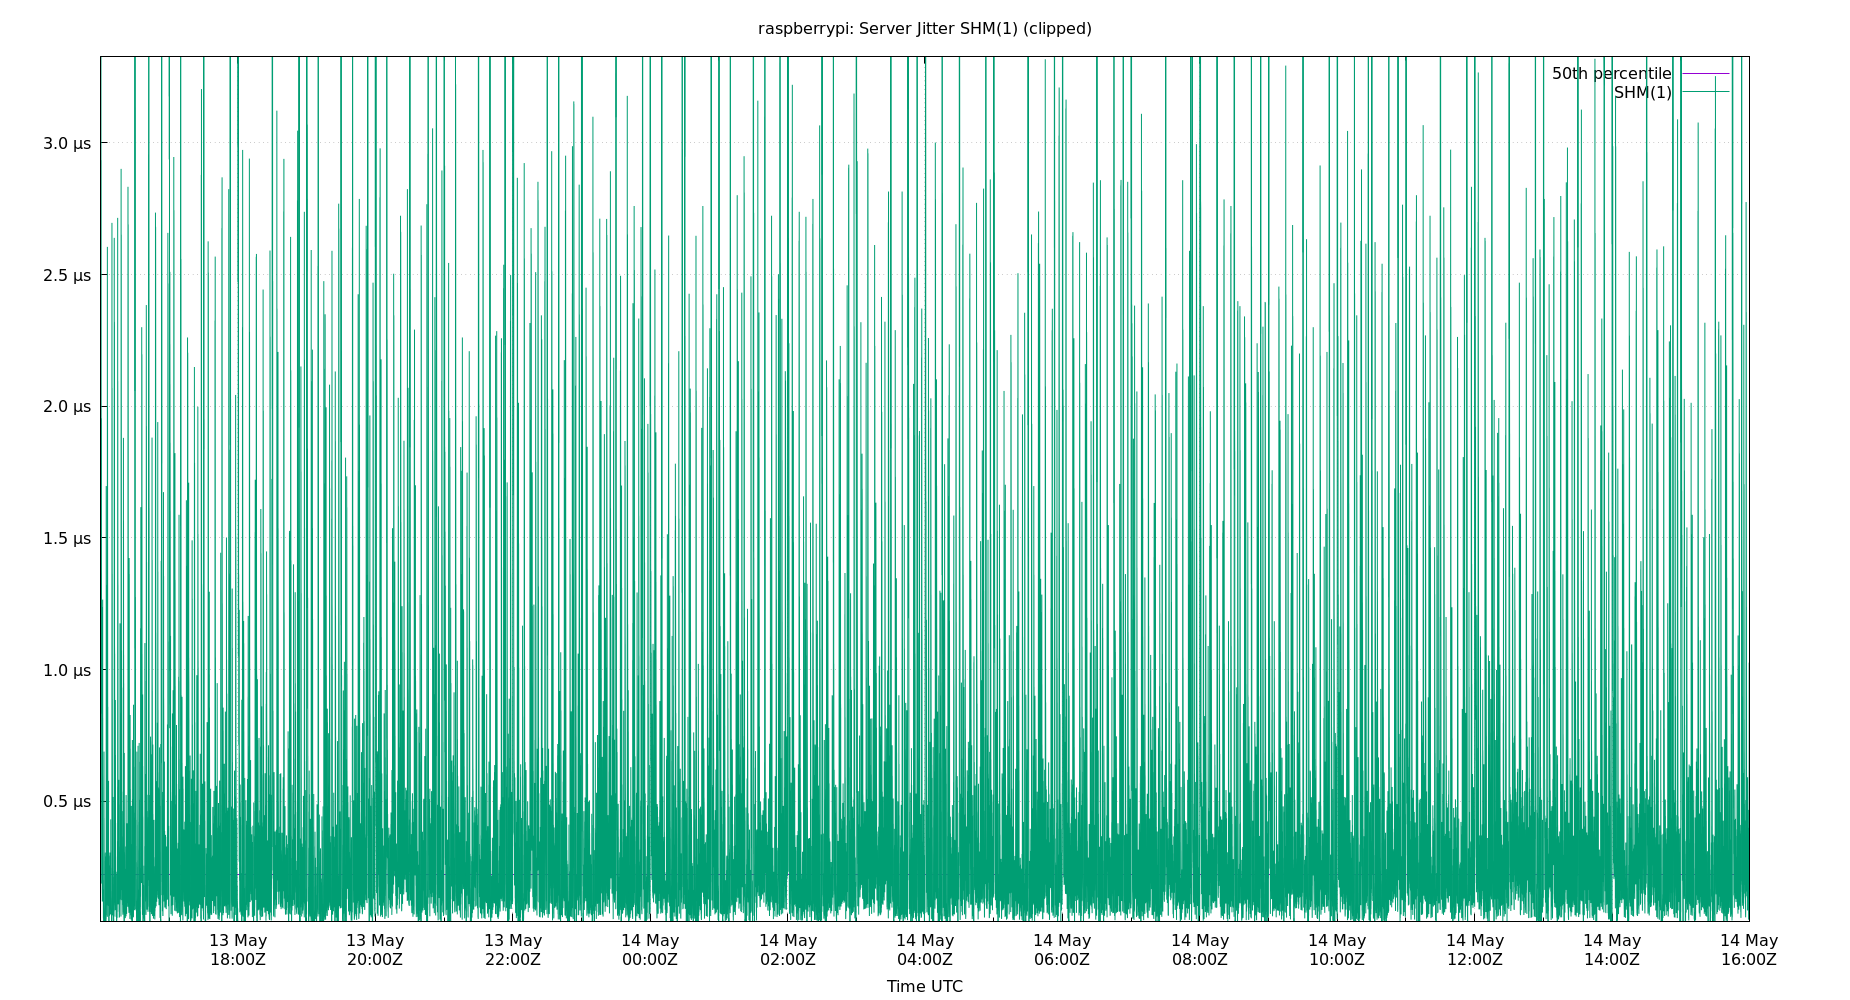 raspberrypi: Server Jitter SHM(1) (clipped)
50th percentile
SHM(1)
3.0 µs
2.5 µs
2.0 µs
1.5 µs
1.0 µs
0.5 µs
13 May 13 May 13 May 14 May 14 May 14 May 14 May 14 May 14 May 14 May 14 May 14 May
18:00Z 20:00Z 22:00Z 00:00Z 02:00Z 04:00Z 06:00Z 08:00Z 10:00Z 12:00Z 14:00Z 16:00Z
Time UTC